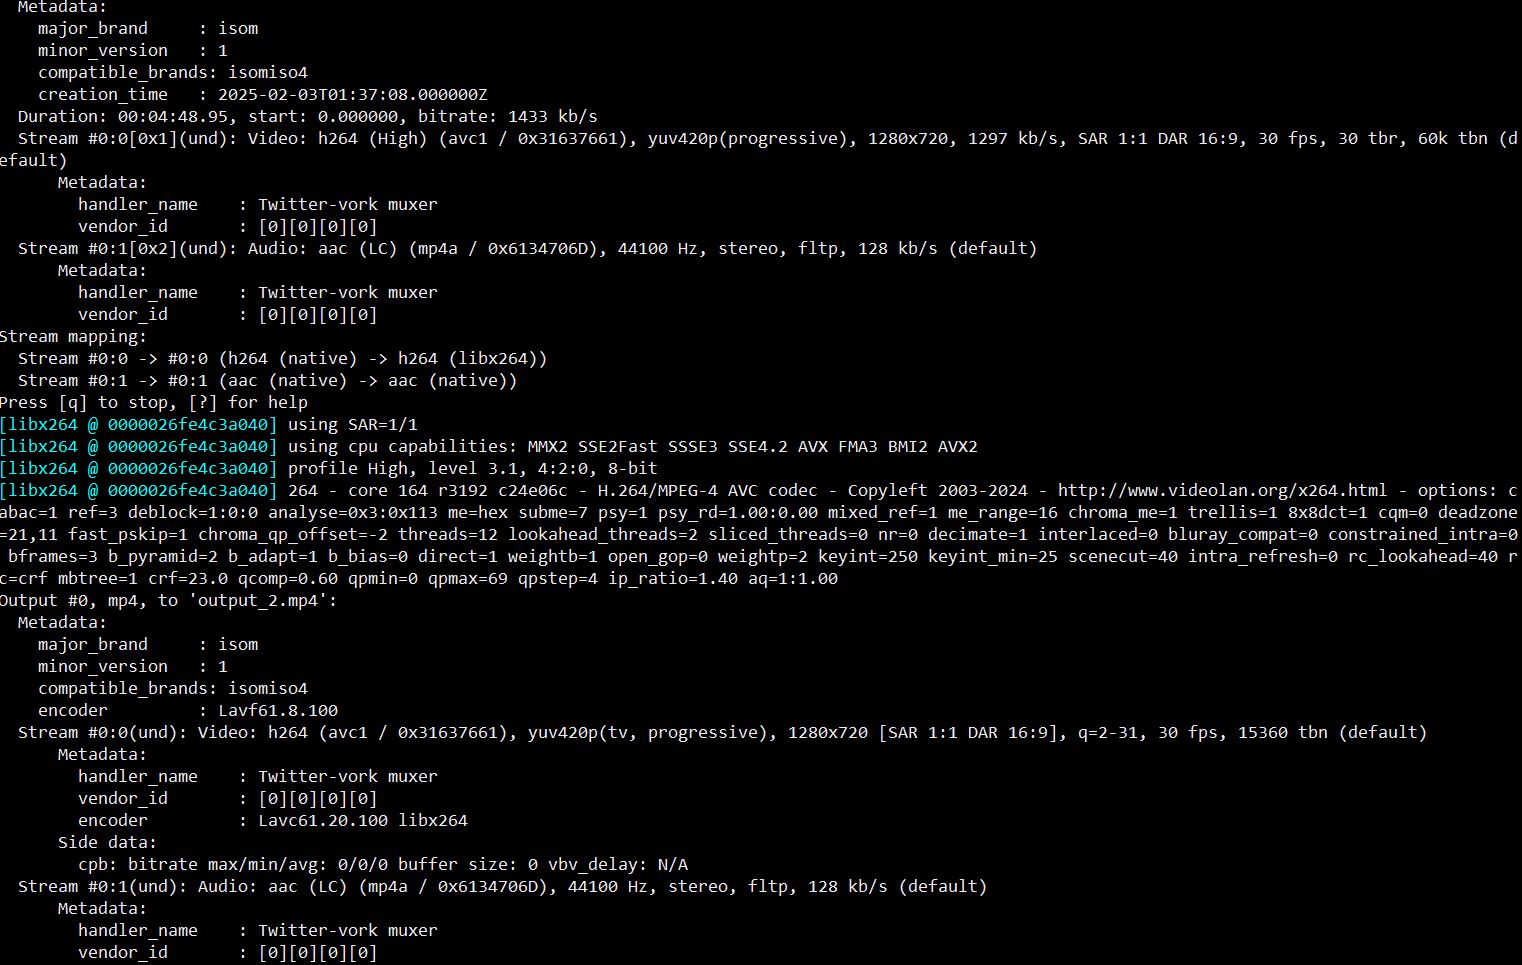 Metadata:
major_brand     : isom
minor_version   : 1
compatible_brands: isomiso4
creation_time   : 2025-02-03T01:37:08.000000Z
Duration: 00:04:48.95, start: 0.000000, bitrate: 1433 kb/s
Stream #0:0[0x1](und): Video: h264 (High) (avc1 / 0x31637661), yuv420p(progressive), 1280x720, 1297 kb/s, SAR 1:1 DAR 16:9, 30 fps, 30 tbr, 60k tbn (d
efault)
Metadata:
handler_name    : Twitter-vork muxer
vendor_id       : [0][0][0][0]
Stream #0:1[0x2](und): Audio: aac (LC) (mp4a / 0x6134706D), 44100 Hz, stereo, fltp, 128 kb/s (default)
Metadata:
handler_name    : Twitter-vork muxer
vendor_id       : [0][0][0][0]
Stream mapping:
Stream #0:0 -> #0:0 (h264 (native) -> h264 (libx264))
Stream #0:1 -> #0:1 (aac (native) -> aac (native))
Press [q] to stop, [?] for help
[libx264 @ 0000026fe4c3a040] using SAR=1/1
[libx264 @ 0000026fe4c3a040] using cpu capabilities: MMX2 SSE2Fast SSSE3 SSE4.2 AVX FMA3 BMI2 AVX2
[libx264 @ 0000026fe4c3a040] profile High, level 3.1, 4:2:0, 8-bit
[libx264 @ 0000026fe4c3a040] 264 - core 164 r3192 c24e06c - H.264/MPEG-4 AVC codec - Copyleft 2003-2024 - http://www.videolan.org/x264.html - options: c
abac=1 ref=3 deblock=1:0:0 analyse=0x3:0x113 me=hex subme=7 psy=1 psy_rd=1.00:0.00 mixed_ref=1 me_range=16 chroma_me=1 trellis=1 8x8dct=1 cqm=0 deadzone
=21,11 fast_pskip=1 chroma_qp_offset=-2 threads=12 lookahead_threads=2 sliced_threads=0 nr=0 decimate=1 interlaced=0 bluray_compat=0 constrained_intra=0
bframes=3 b_pyramid=2 b_adapt=1 b_bias=0 direct=1 weightb=1 open_gop=0 weightp=2 keyint=250 keyint_min=25 scenecut=40 intra_refresh=0 rc_lookahead=40 r
c=crf mbtree=1 crf=23.0 qcomp=0.60 qpmin=0 qpmax=69 qpstep=4 ip_ratio=1.40 aq=1:1.00
Output #0, mp4, to 'output_2.mp4':
Metadata:
major_brand     : isom
minor_version   : 1
compatible_brands: isomiso4
encoder         : Lavf61.8.100
Stream #0:0(und): Video: h264 (avc1 / 0x31637661), yuv420p(tv, progressive), 1280x720 [SAR 1:1 DAR 16:9], q=2-31, 30 fps, 15360 tbn (default)
Metadata:
handler_name    : Twitter-vork muxer
vendor_id       : [0][0][0][0]
encoder         : Lavc61.20.100 libx264
Side data:
cpb: bitrate max/min/avg: 0/0/0 buffer size: 0 vbv_delay: N/A
Stream #0:1(und): Audio: aac (LC) (mp4a / 0x6134706D), 44100 Hz, stereo, fltp, 128 kb/s (default)
Metadata:
handler_name    : Twitter-vork muxer
vendor_id       : [0][0][0][0]